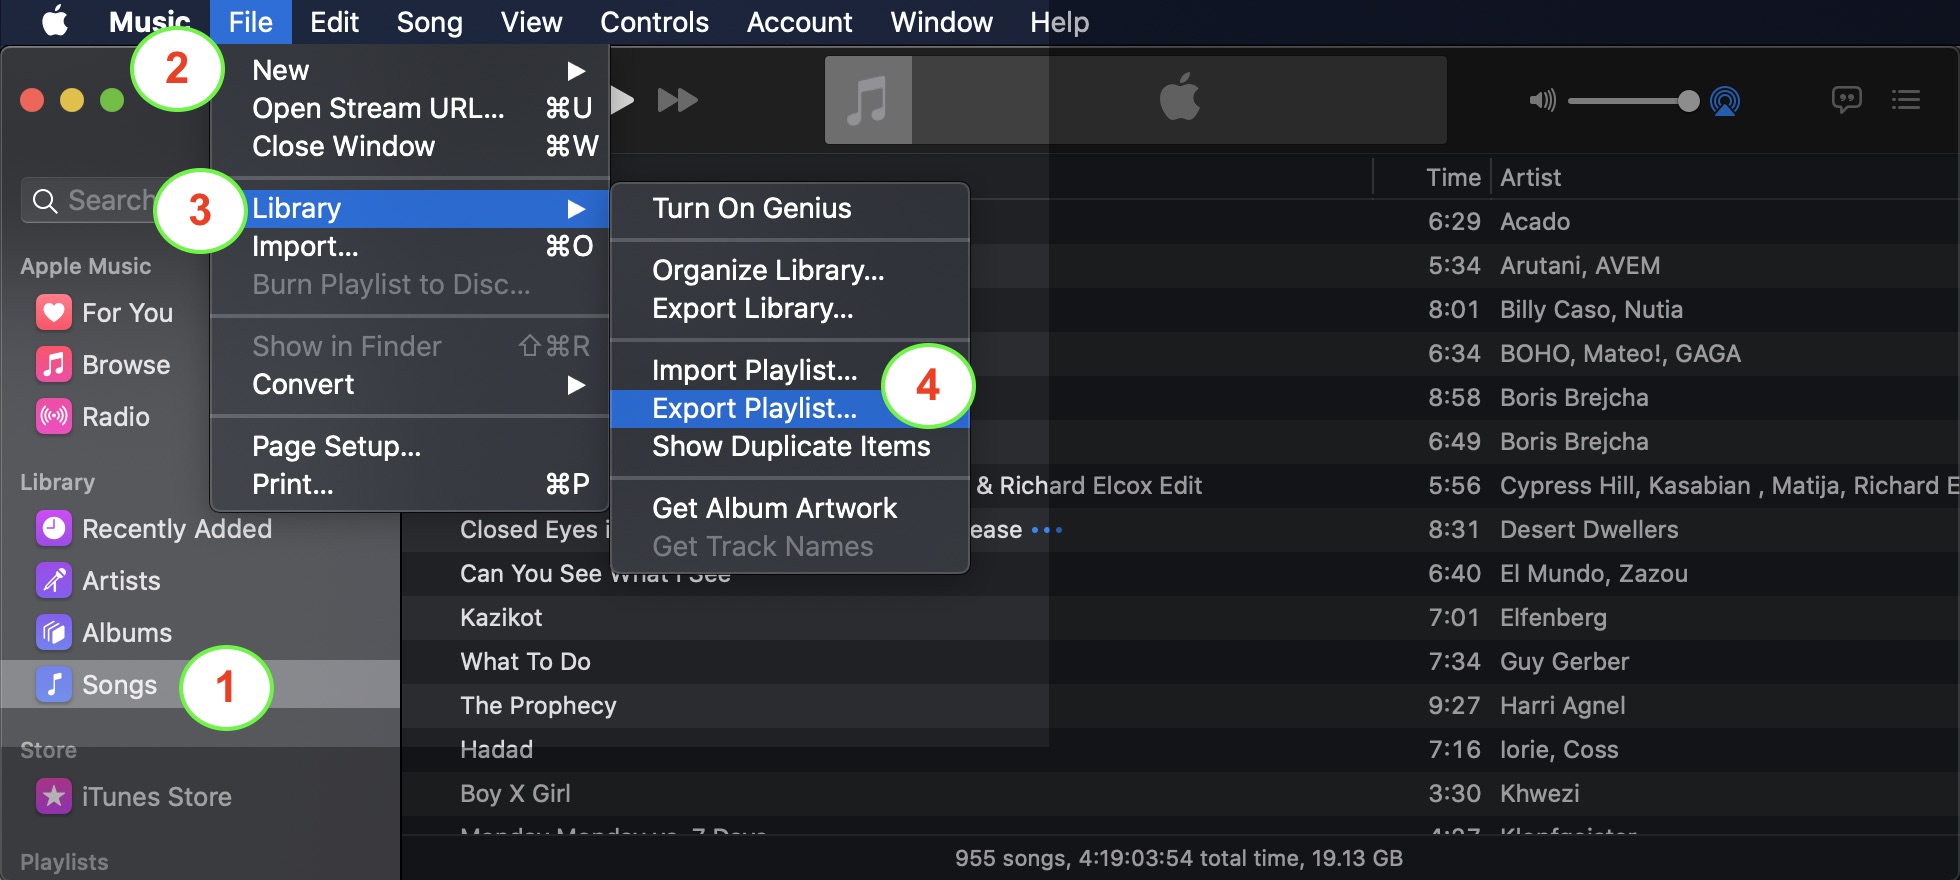 Music File Edit Song View Controls Account Window Help
2
New
Open Stream URL... ⌘U
Close Window ⌘W
3
Library
Import... ⌘O
Burn Playlist to Disc...
Show in Finder ⇧⌘R
Convert
Page Setup...
Print... ⌘P
Turn On Genius
Organize Library...
Export Library...
Import Playlist...
4
Export Playlist...
Show Duplicate Items
Get Album Artwork
Get Track Names
Search
Apple Music
For You
Browse
Radio
Library
Recently Added
Artists
Albums
Songs
1
Store
iTunes Store
Playlists
Time Artist
6:29 Acado
5:34 Arutani, AVEM
8:01 Billy Caso, Nutia
6:34 BOHO, Mateo!, GAGA
8:58 Boris Brejcha
6:49 Boris Brejcha
& Richard Elcox Edit 5:56 Cypress Hill, Kasabian , Matija, Richard E
Closed Eyes i ease ••• 8:31 Desert Dwellers
Can You See What I See 6:40 El Mundo, Zazou
Kazikot 7:01 Elfenberg
What To Do 7:34 Guy Gerber
The Prophecy 9:27 Harri Agnel
Hadad 7:16 Iorie, Coss
Boy X Girl 3:30 Khwezi
955 songs, 4:19:03:54 total time, 19.13 GB